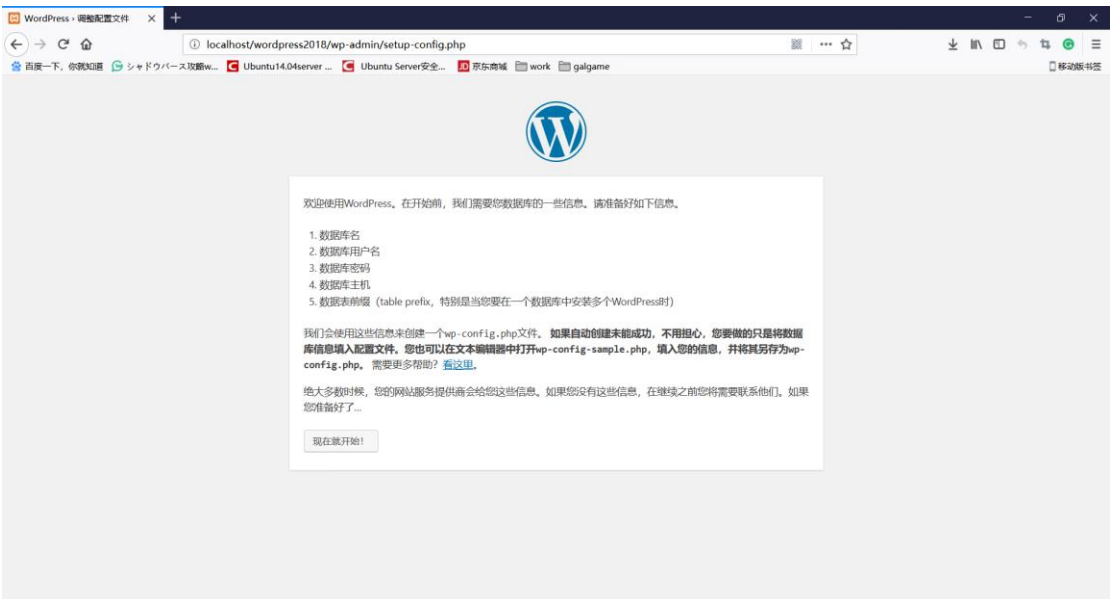 WordPress › 调整配置文件
localhost/wordpress2018/wp-admin/setup-config.php
百度一下，你就知道 シャドウバース攻略w... Ubuntu14.04server ... Ubuntu Server安全... JD 京东商城 work galgame 移动版书签
W
欢迎使用WordPress。在开始前，我们需要您数据库的一些信息。请准备好如下信息。
1. 数据库名
2. 数据库用户名
3. 数据库密码
4. 数据库主机
5. 数据表前缀（table prefix，特别是当您要在一个数据库中安装多个WordPress时）
我们会使用这些信息来创建一个wp-config.php文件。 如果自动创建未能成功，不用担心，您要做的只是将数据
库信息填入配置文件。您也可以在文本编辑器中打开wp-config-sample.php，填入您的信息，并将其另存为wp-
config.php。 需要更多帮助？看这里。
绝大多数时候，您的网站服务提供商会给您这些信息。如果您没有这些信息，在继续之前您将需要联系他们。如果
您准备好了...
现在就开始！